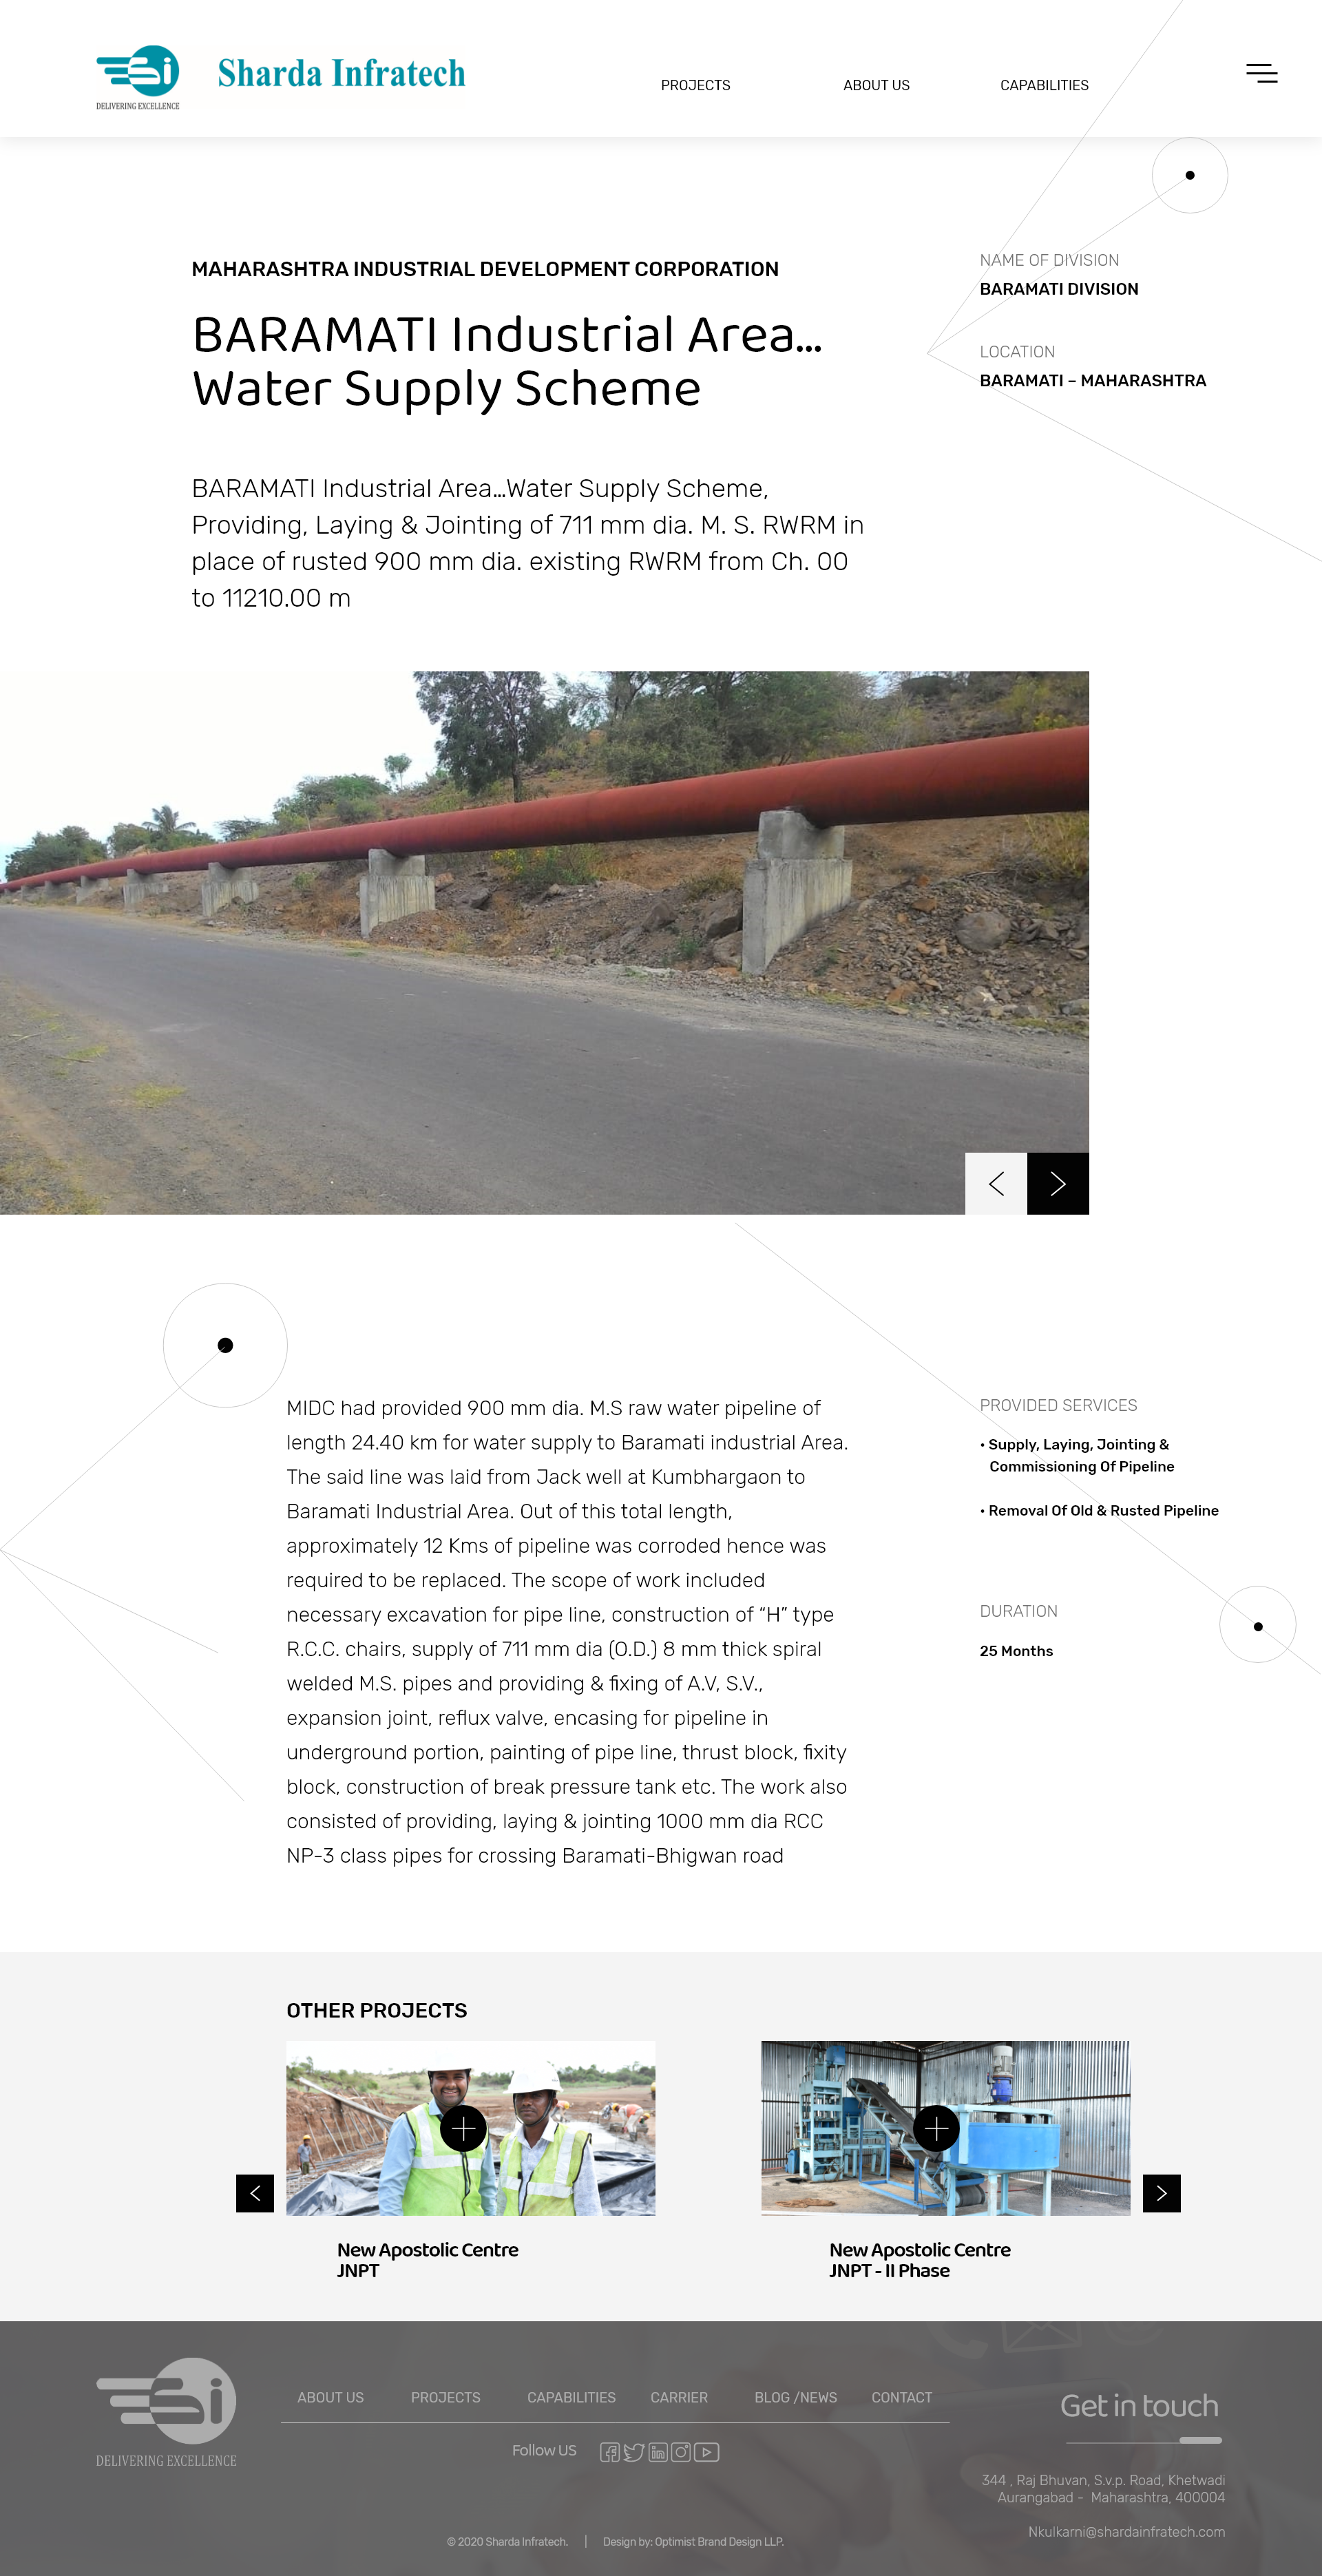 Sharda Infratech
DELIVERING EXCELLENCE
PROJECTS
ABOUT US
CAPABILITIES
MAHARASHTRA INDUSTRIAL DEVELOPMENT CORPORATION
BARAMATI Industrial Area...
Water Supply Scheme
NAME OF DIVISION
BARAMATI DIVISION
LOCATION
BARAMATI – MAHARASHTRA
BARAMATI Industrial Area...Water Supply Scheme,
Providing, Laying & Jointing of 711 mm dia. M. S. RWRM in
place of rusted 900 mm dia. existing RWRM from Ch. 00
to 11210.00 m
MIDC had provided 900 mm dia. M.S raw water pipeline of
length 24.40 km for water supply to Baramati industrial Area.
The said line was laid from Jack well at Kumbhargaon to
Baramati Industrial Area. Out of this total length,
approximately 12 Kms of pipeline was corroded hence was
required to be replaced. The scope of work included
necessary excavation for pipe line, construction of “H” type
R.C.C. chairs, supply of 711 mm dia (O.D.) 8 mm thick spiral
welded M.S. pipes and providing & fixing of A.V, S.V.,
expansion joint, reflux valve, encasing for pipeline in
underground portion, painting of pipe line, thrust block, fixity
block, construction of break pressure tank etc. The work also
consisted of providing, laying & jointing 1000 mm dia RCC
NP-3 class pipes for crossing Baramati-Bhigwan road
PROVIDED SERVICES
• Supply, Laying, Jointing &
Commissioning Of Pipeline
• Removal Of Old & Rusted Pipeline
DURATION
25 Months
OTHER PROJECTS
New Apostolic Centre
JNPT
New Apostolic Centre
JNPT - II Phase
DELIVERING EXCELLENCE
ABOUT US
PROJECTS
CAPABILITIES
CARRIER
BLOG /NEWS
CONTACT
Follow US
Get in touch
344 , Raj Bhuvan, S.v.p. Road, Khetwadi
Aurangabad - Maharashtra, 400004
Nkulkarni@shardainfratech.com
© 2020 Sharda Infratech. | Design by: Optimist Brand Design LLP.